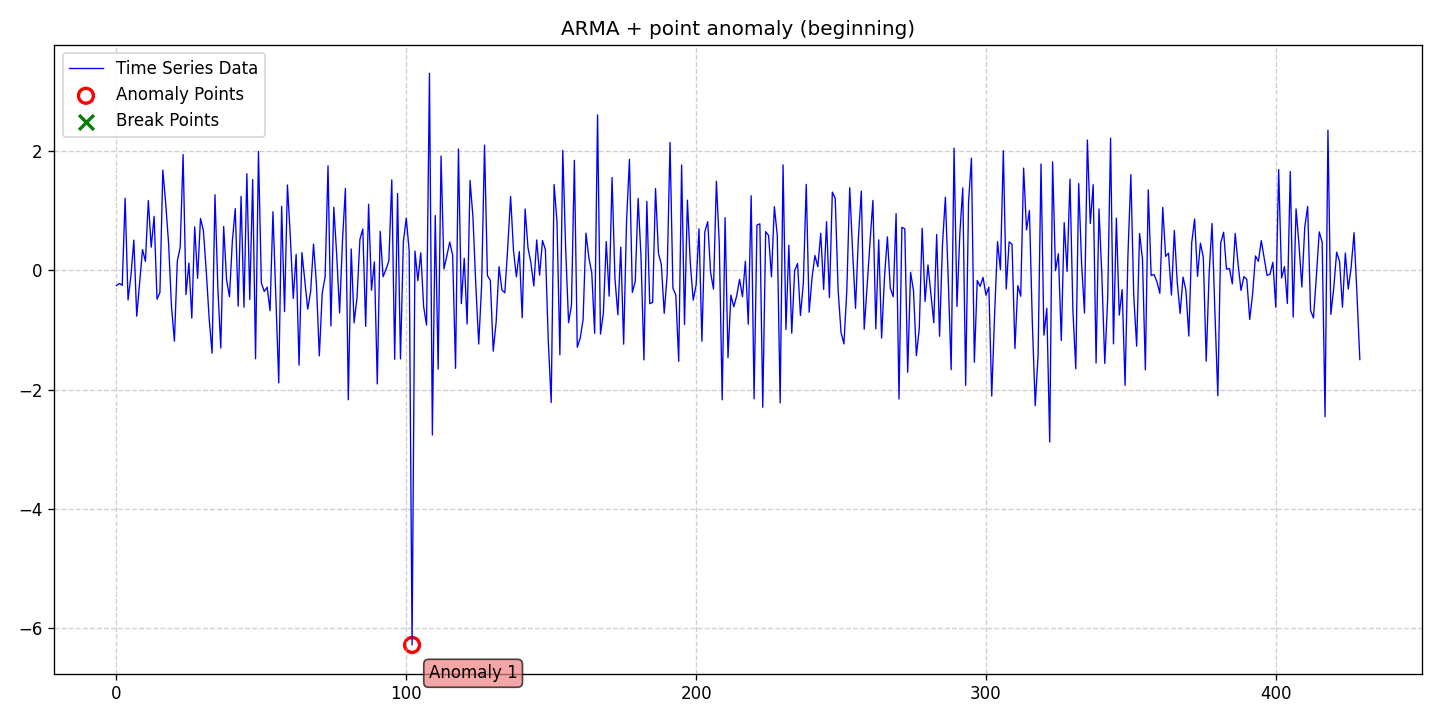 ARMA + point anomaly (beginning)
Time Series Data
Anomaly Points
Break Points
2
0
−2
−4
−6
Anomaly 1
0
100
200
300
400